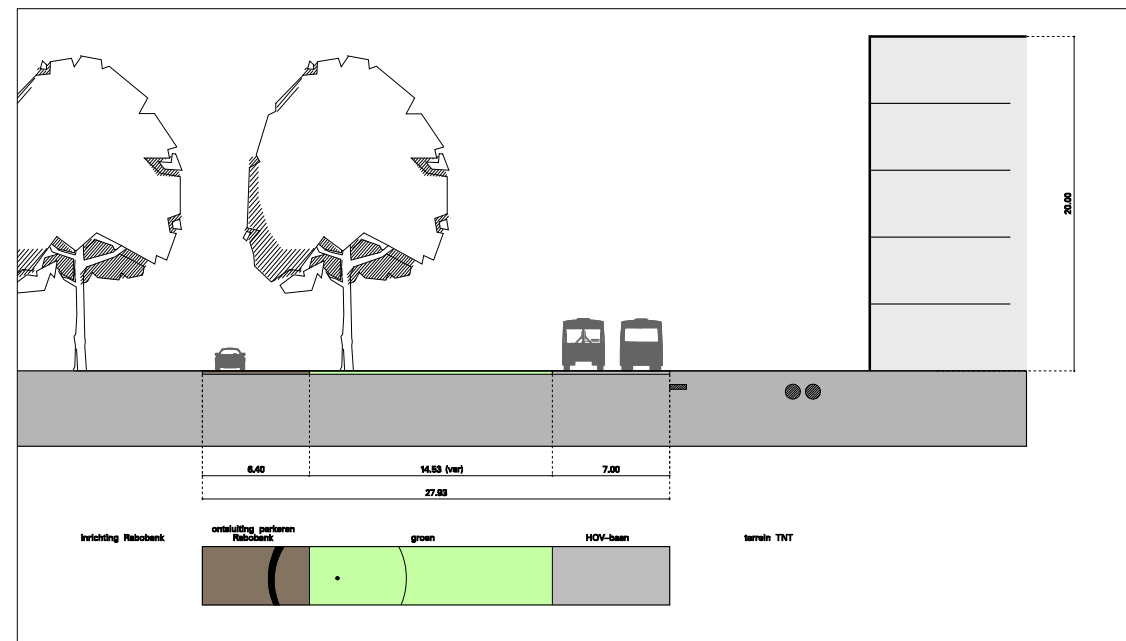 20.00
6.40
14.53 (var)
7.00
27.93
inrichting Rabobank
ontsluiting parkeren
Rabobank
groen
HOV-baan
terrein TNT